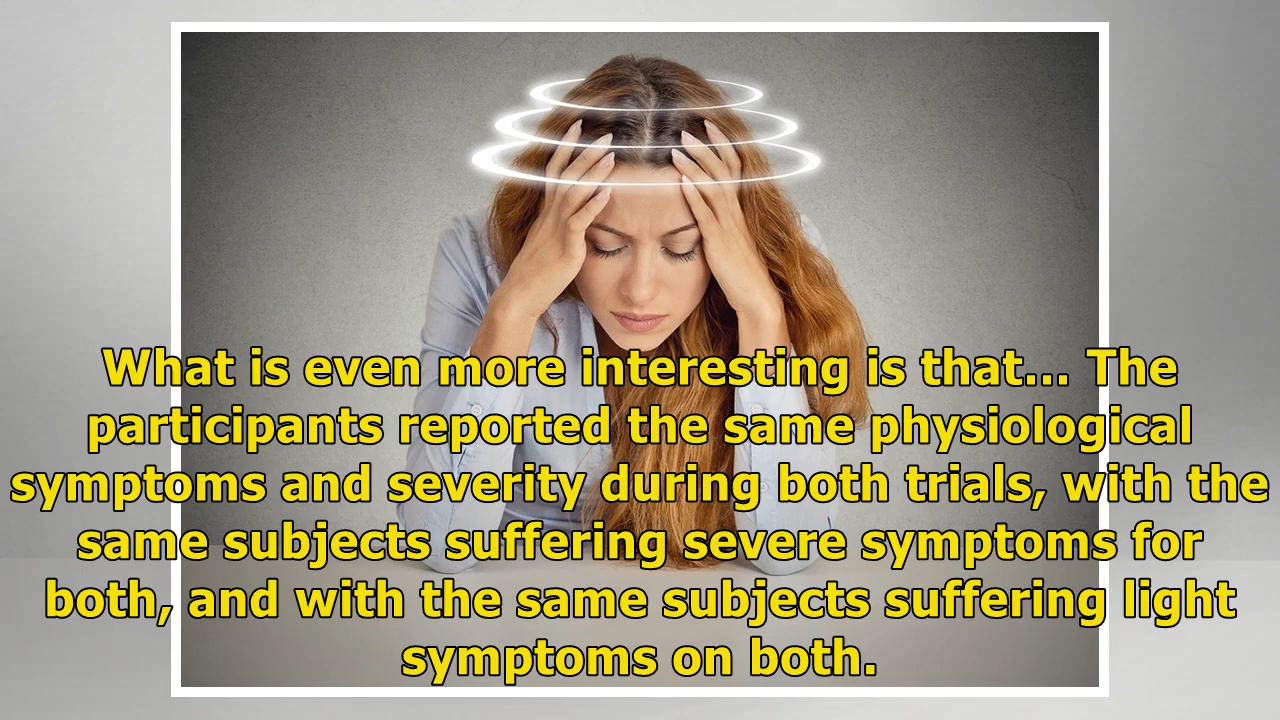 What is even more interesting is that... The
participants reported the same physiological
symptoms and severity during both trials, with the
same subjects suffering severe symptoms for
both, and with the same subjects suffering light
symptoms on both.